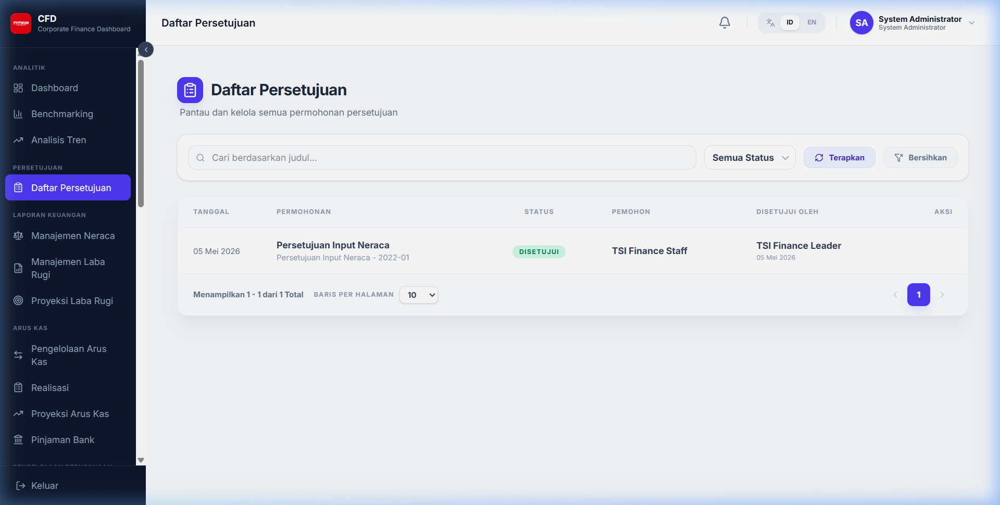 CFD
Corporate Finance Dashboard
ANALITIK
Dashboard
Benchmarking
Analisis Tren
PERSETUJUAN
Daftar Persetujuan
LAPORAN KEUANGAN
Manajemen Neraca
Manajemen Laba
Rugi
Proyeksi Laba Rugi
ARUS KAS
Pengelolaan Arus
Kas
Realisasi
Proyeksi Arus Kas
Pinjaman Bank
Keluar
Daftar Persetujuan
ID
EN
SA
System Administrator
System Administrator
Daftar Persetujuan
Pantau dan kelola semua permohonan persetujuan
Cari berdasarkan judul...
Semua Status
Terapkan
Bersihkan
TANGGAL
PERMOHONAN
STATUS
PEMOHON
DISETUJUI OLEH
AKSI
05 Mei 2026
Persetujuan Input Neraca
Persetujuan Input Neraca - 2022-01
DISETUJUI
TSI Finance Staff
TSI Finance Leader
05 Mei 2026
Menampilkan 1 - 1 dari 1 Total
BARIS PER HALAMAN
10
1